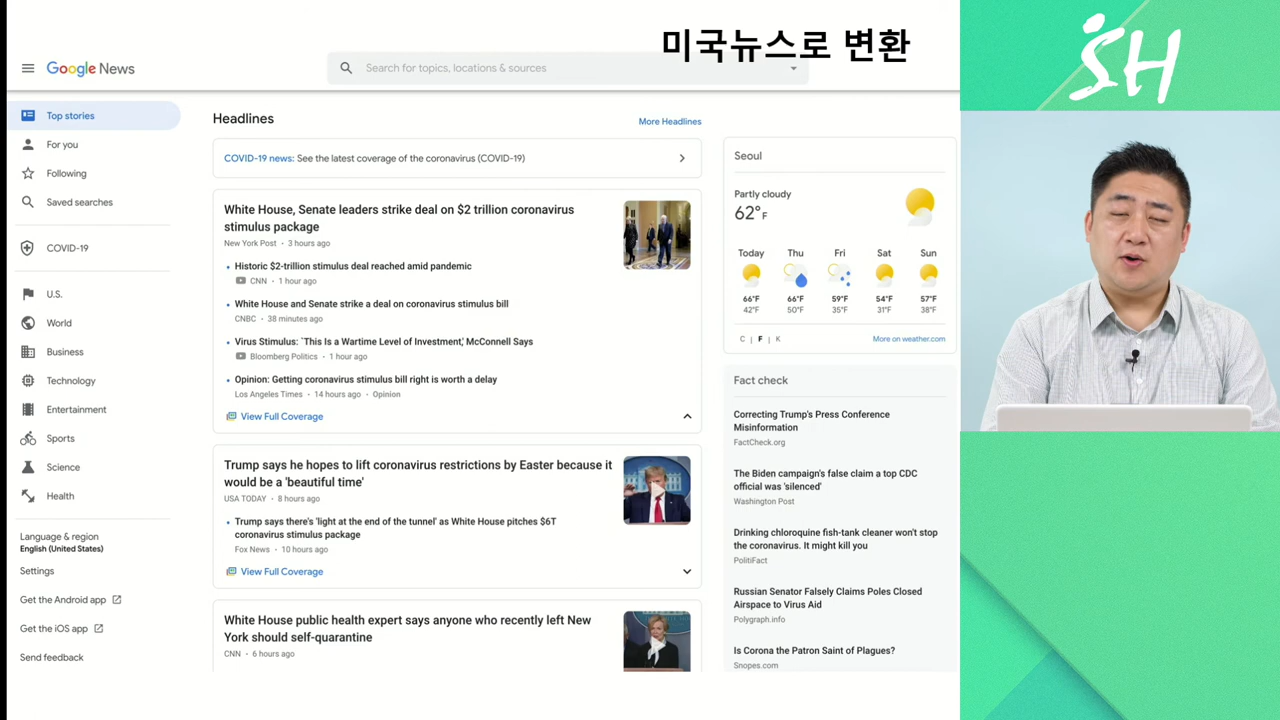 미국뉴스로 변환
SH
Google News
Search for topics, locations & sources
Top stories
For you
Following
Saved searches
COVID-19
U.S.
World
Business
Technology
Entertainment
Sports
Science
Health
Language & region
English (United States)
Settings
Get the Android app
Get the iOS app
Send feedback
Headlines
More Headlines
COVID-19 news: See the latest coverage of the coronavirus (COVID-19)
White House, Senate leaders strike deal on $2 trillion coronavirus
stimulus package
New York Post • 3 hours ago
Historic $2-trillion stimulus deal reached amid pandemic
CNN • 1 hour ago
White House and Senate strike a deal on coronavirus stimulus bill
CNBC • 38 minutes ago
Virus Stimulus: `This Is a Wartime Level of Investment,' McConnell Says
Bloomberg Politics • 1 hour ago
Opinion: Getting coronavirus stimulus bill right is worth a delay
Los Angeles Times • 14 hours ago • Opinion
View Full Coverage
Trump says he hopes to lift coronavirus restrictions by Easter because it
would be a 'beautiful time'
USA TODAY • 8 hours ago
Trump says there's 'light at the end of the tunnel' as White House pitches $6T
coronavirus stimulus package
Fox News • 10 hours ago
View Full Coverage
White House public health expert says anyone who recently left New
York should self-quarantine
CNN • 6 hours ago
Seoul
Partly cloudy
62° F
Today Thu Fri Sat Sun
66°F 66°F 59°F 54°F 57°F
42°F 50°F 35°F 31°F 38°F
C | F | K
More on weather.com
Fact check
Correcting Trump's Press Conference
Misinformation
FactCheck.org
The Biden campaign's false claim a top CDC
official was 'silenced'
Washington Post
Drinking chloroquine fish-tank cleaner won't stop
the coronavirus. It might kill you
PolitiFact
Russian Senator Falsely Claims Poles Closed
Airspace to Virus Aid
Polygraph.info
Is Corona the Patron Saint of Plagues?
Snopes.com